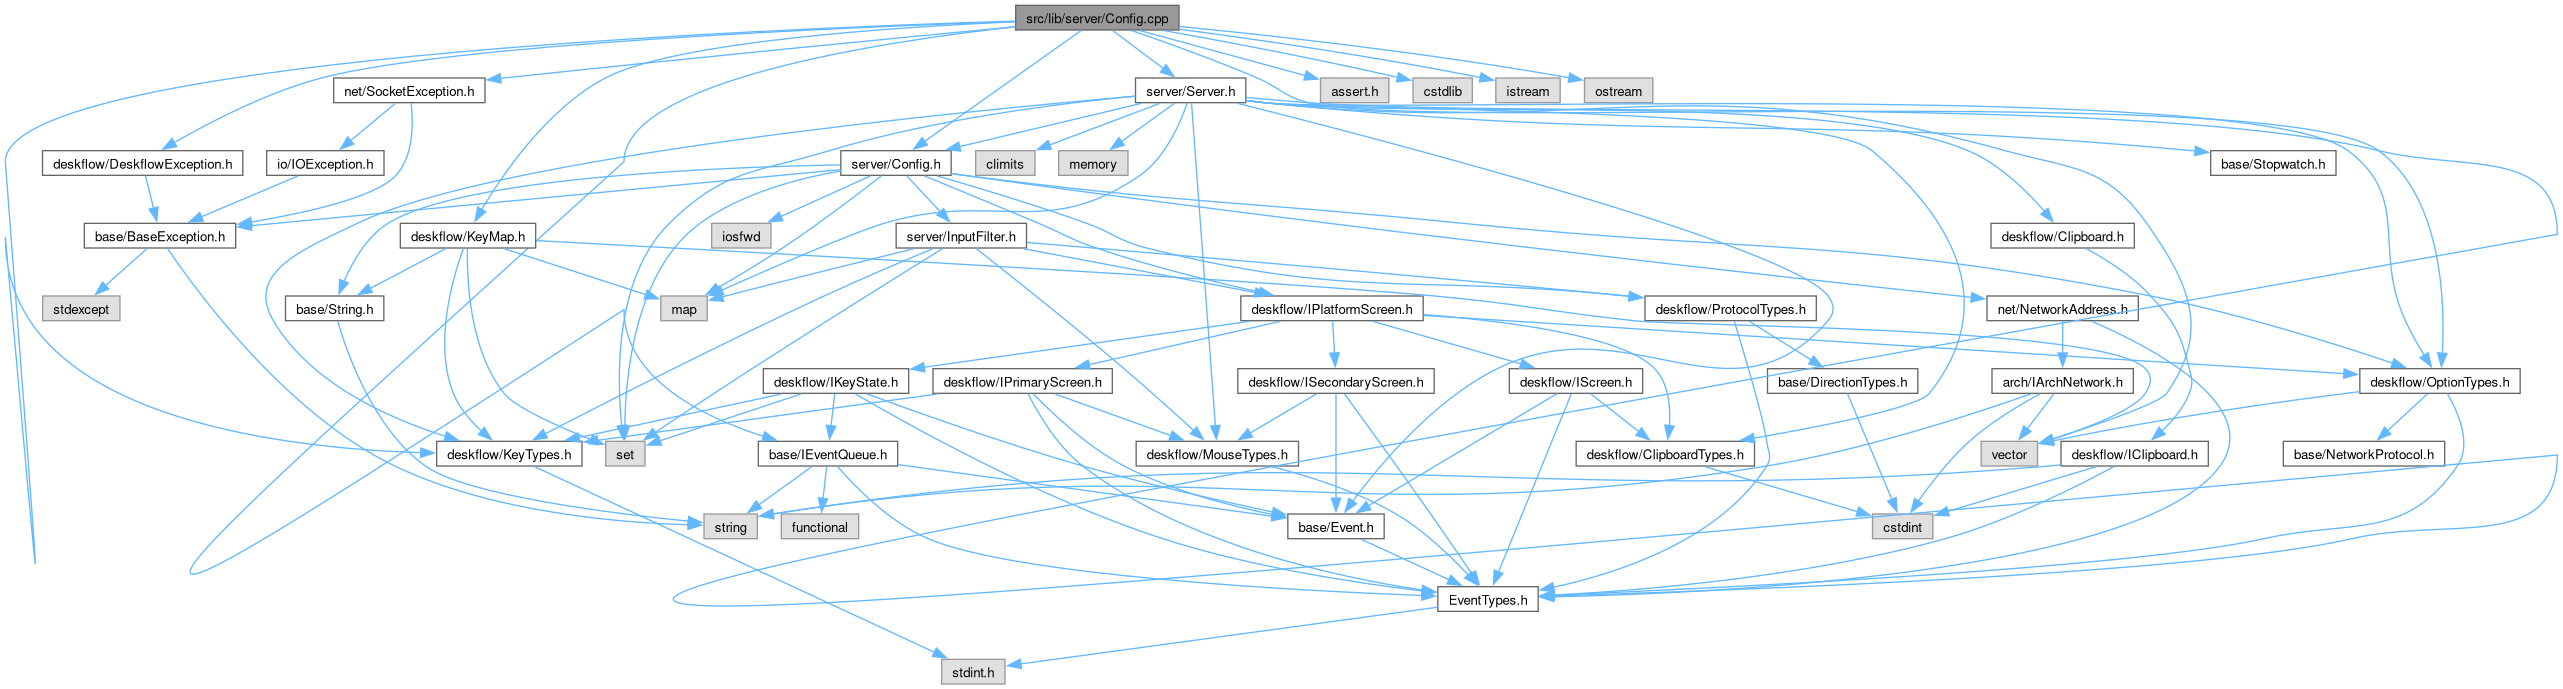 src/lib/server/Config.cpp
net/SocketException.h
server/Server.h
assert.h
cstdlib
istream
ostream
deskflow/DeskflowException.h
io/IOException.h
server/Config.h
climits
memory
base/Stopwatch.h
base/BaseException.h
deskflow/KeyMap.h
iosfwd
server/InputFilter.h
deskflow/Clipboard.h
stdexcept
base/String.h
map
deskflow/IPlatformScreen.h
deskflow/ProtocolTypes.h
net/NetworkAddress.h
deskflow/IKeyState.h
deskflow/IPrimaryScreen.h
deskflow/ISecondaryScreen.h
deskflow/IScreen.h
base/DirectionTypes.h
arch/IArchNetwork.h
deskflow/OptionTypes.h
deskflow/KeyTypes.h
set
base/IEventQueue.h
deskflow/MouseTypes.h
deskflow/ClipboardTypes.h
vector
deskflow/IClipboard.h
base/NetworkProtocol.h
string
functional
base/Event.h
cstdint
EventTypes.h
stdint.h